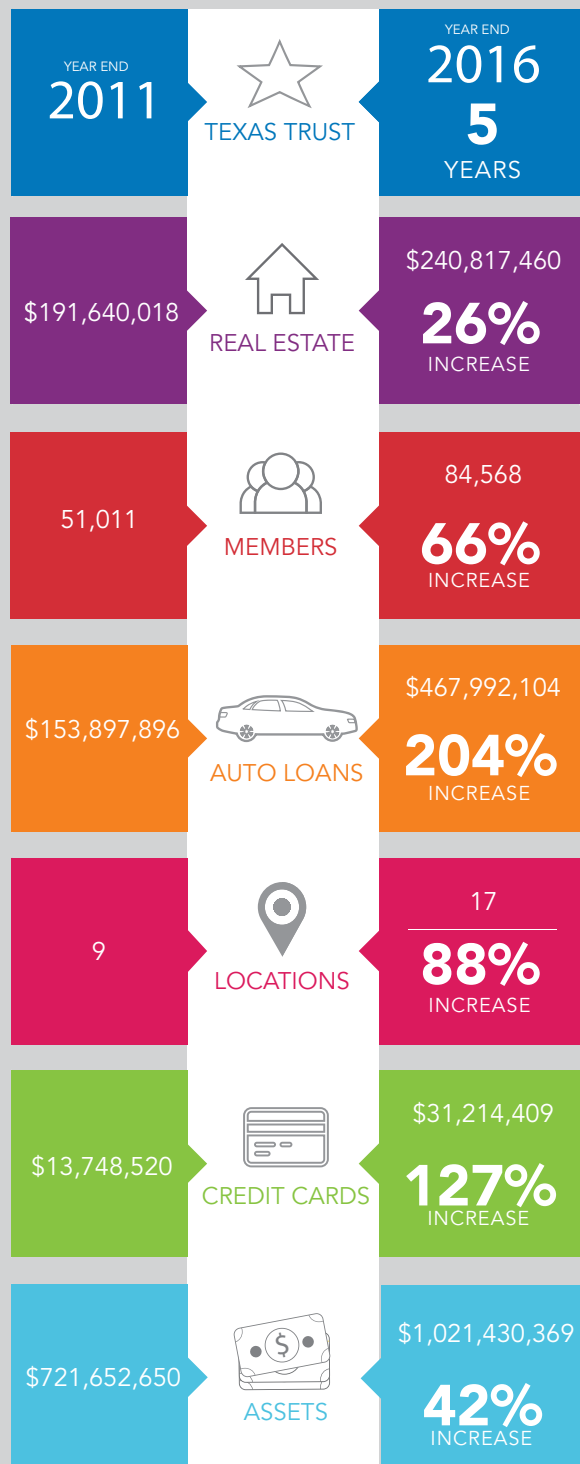 YEAR END
2011
TEXAS TRUST
YEAR END
2016
5
YEARS
$191,640,018
REAL ESTATE
$240,817,460
26%
INCREASE
51,011
MEMBERS
84,568
66%
INCREASE
$153,897,896
AUTO LOANS
$467,992,104
204%
INCREASE
9
LOCATIONS
17
88%
INCREASE
$13,748,520
CREDIT CARDS
$31,214,409
127%
INCREASE
$721,652,650
$
ASSETS
$1,021,430,369
42%
INCREASE